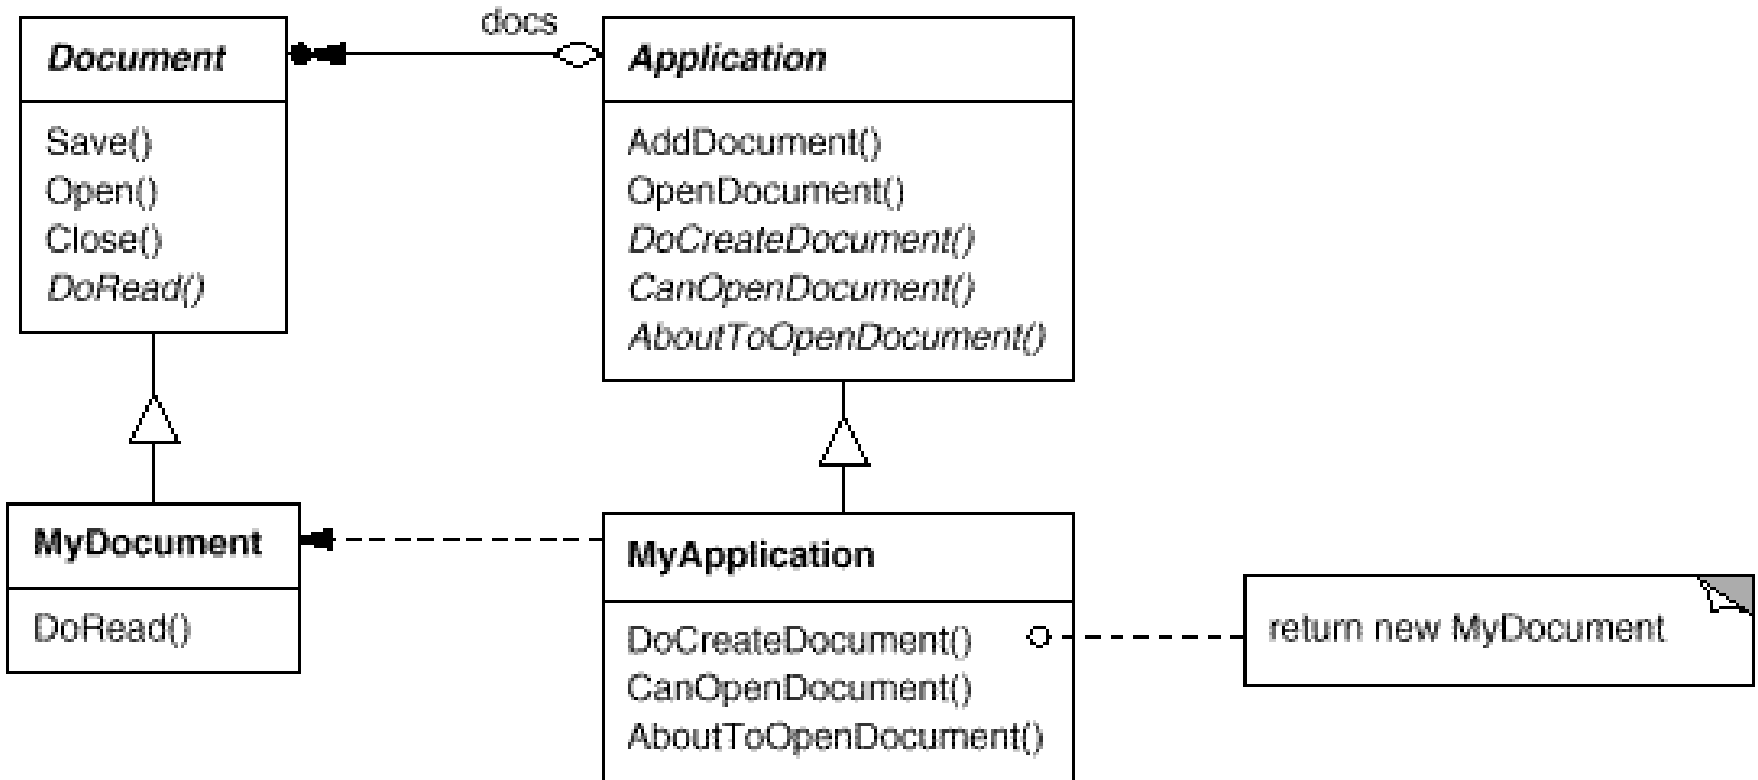 docs
Document
Save()
Open()
Close()
DoRead()
Application
AddDocument()
OpenDocument()
DoCreateDocument()
CanOpenDocument()
AboutToOpenDocument()
MyDocument
DoRead()
MyApplication
DoCreateDocument()
CanOpenDocument()
AboutToOpenDocument()
return new MyDocument